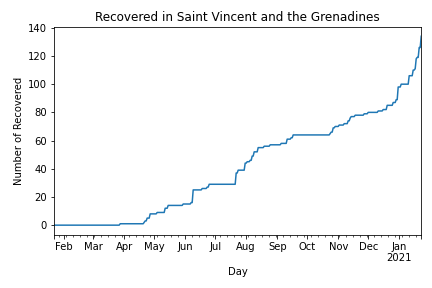 Recovered in Saint Vincent and the Grenadines
140
120
100
80
60
40
20
0
Number of Recovered
Feb Mar Apr May Jun Jul Aug Sep Oct Nov Dec Jan
2021
Day